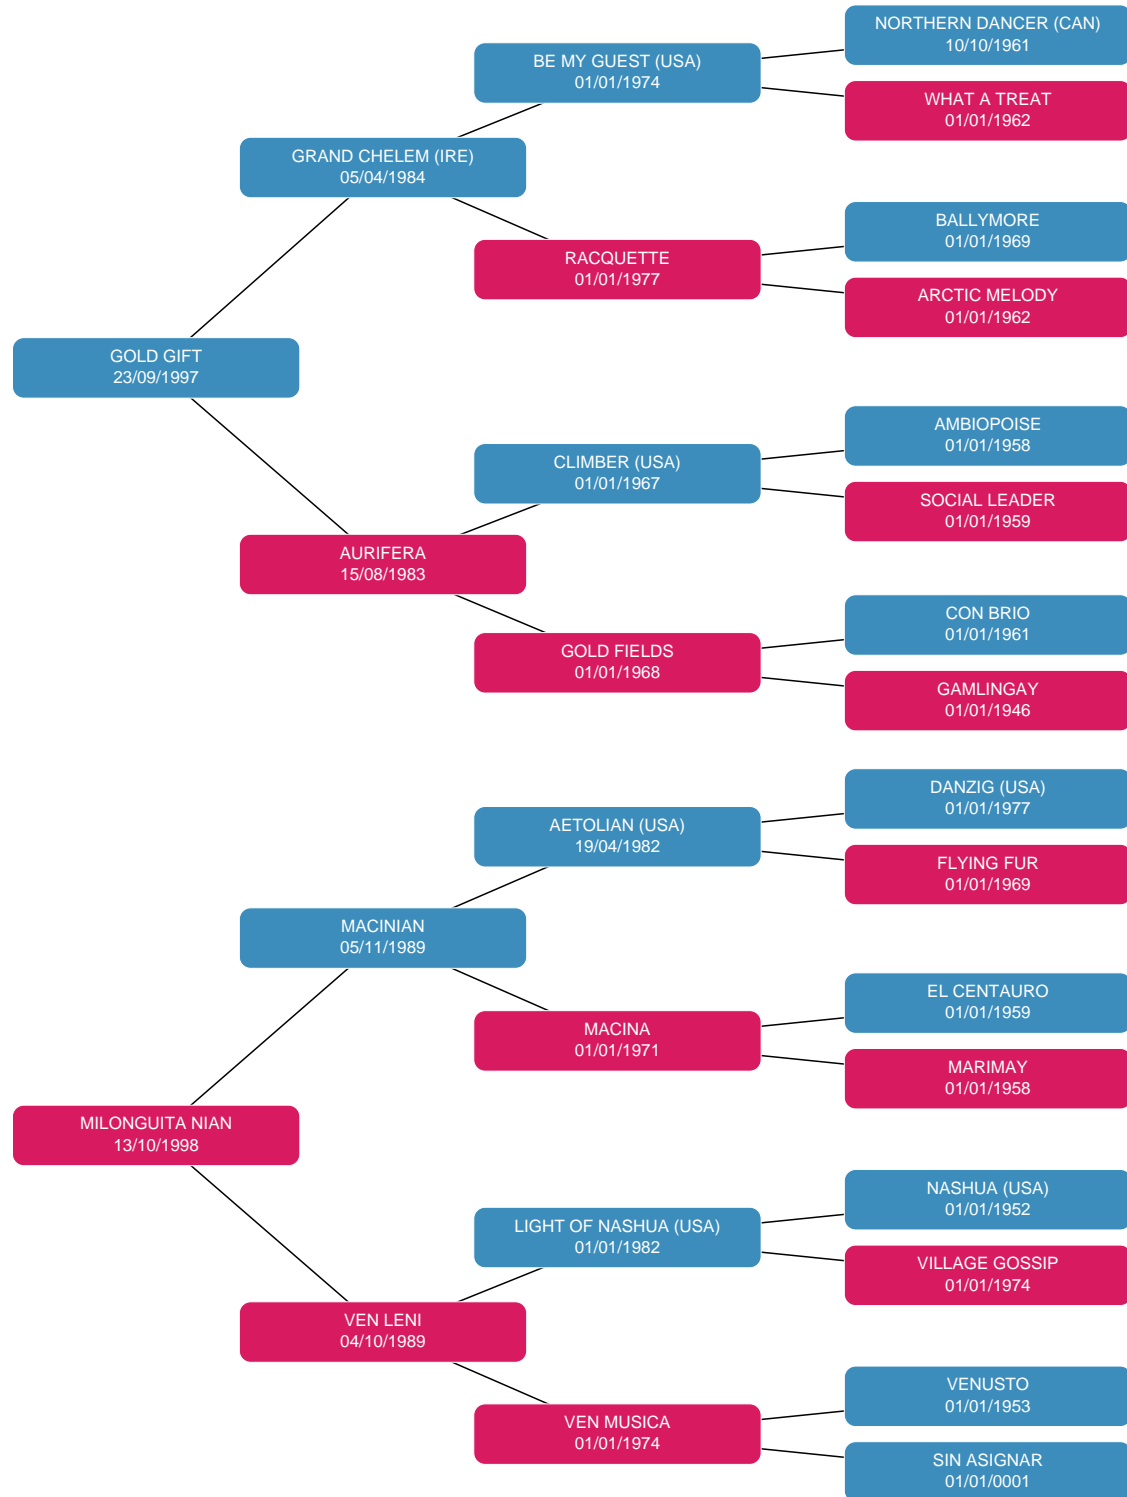 NORTHERN DANCER (CAN)
10/10/1961
BE MY GUEST (USA)
01/01/1974
WHAT A TREAT
01/01/1962
GRAND CHELEM (IRE)
05/04/1984
BALLYMORE
01/01/1969
RACQUETTE
01/01/1977
ARCTIC MELODY
01/01/1962
GOLD GIFT
23/09/1997
AMBIOPOISE
01/01/1958
CLIMBER (USA)
01/01/1967
SOCIAL LEADER
01/01/1959
AURIFERA
15/08/1983
CON BRIO
01/01/1961
GOLD FIELDS
01/01/1968
GAMLINGAY
01/01/1946
DANZIG (USA)
01/01/1977
AETOLIAN (USA)
19/04/1982
FLYING FUR
01/01/1969
MACINIAN
05/11/1989
EL CENTAURO
01/01/1959
MACINA
01/01/1971
MARIMAY
01/01/1958
MILONGUITA NIAN
13/10/1998
NASHUA (USA)
01/01/1952
LIGHT OF NASHUA (USA)
01/01/1982
VILLAGE GOSSIP
01/01/1974
VEN LENI
04/10/1989
VENUSTO
01/01/1953
VEN MUSICA
01/01/1974
SIN ASIGNAR
01/01/0001